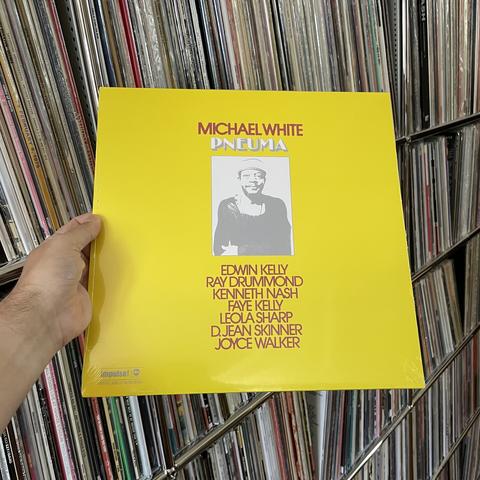 MICHAEL WHITE
PNEUMA
EDWIN KELLY
RAY DRUMMOND
KENNETH NASH
FAYE KELLY
LEOLA SHARP
D. JEAN SKINNER
JOYCE WALKER
impulse!